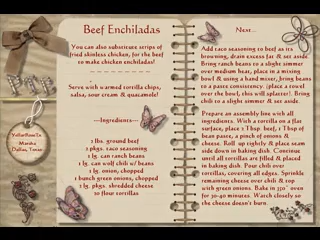 Beef Enchiladas
You can also substitute strips of
fried skinless chicken, for the beef
to make chicken enchiladas!
Serve with warmed tortilla chips,
salsa, sour cream & guacamole!
---Ingredients---
2 lbs. ground beef
2 pkgs. taco seasoning
1 lg. can ranch beans
1 lg. can wolf chili w/ beans
1 lg. onion, chopped
1 bunch green onions, chopped
2 lg. pkgs. shredded cheese
10 flour tortillas
YellowRoseIn
Marsha
Dallas, Texas
Next...
Add taco seasoning to beef as its
browning, drain excess fat & set aside.
Bring ranch beans to a slight simmer
over medium heat, place in a mixing
bowl & using a hand mixer, bring beans
to a pastes consistency. (place a towel
over the bowl, this will splatter!). Bring
chili to a slight simmer & set aside.
Prepare an assembly line with all
ingredients. With a tortilla on a flat
surface, place 2 Tbsp beef, 1 Tbsp of
bean paste, a pinch of onions &
cheese. Roll up tightly & place seam
side down in baking dish. Continue
until all tortillas are filled & placed
in baking dish. Pour chili over
tortillas, covering all edges. Sprinkle
remaining cheese over chili & top
with green onions. Bake in 350° oven
for 30-40 minutes. Watch closely so
the cheese doesn't burn.